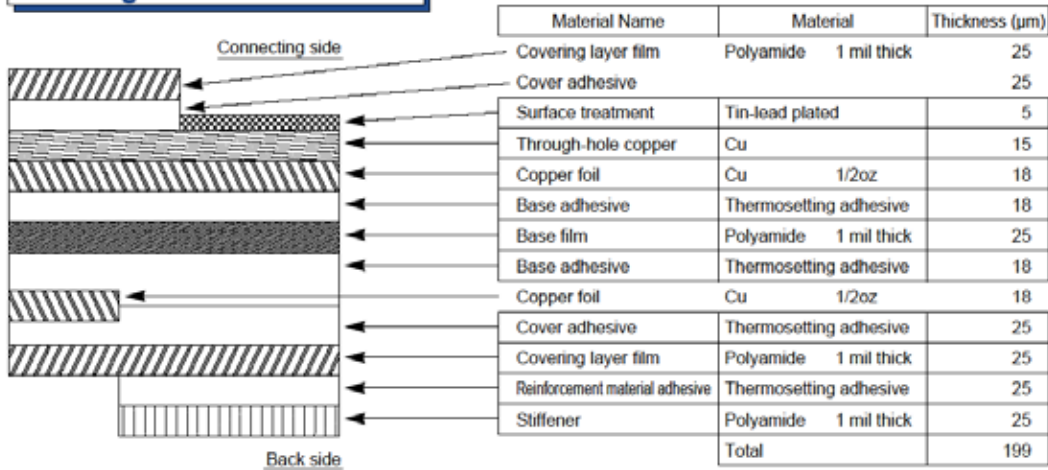 Connecting side
Material Name Material Thickness (µm)
Covering layer film Polyamide 1 mil thick 25
Cover adhesive 25
Surface treatment Tin-lead plated 5
Through-hole copper Cu 15
Copper foil Cu 1/2oz 18
Base adhesive Thermosetting adhesive 18
Base film Polyamide 1 mil thick 25
Base adhesive Thermosetting adhesive 18
Copper foil Cu 1/2oz 18
Cover adhesive Thermosetting adhesive 25
Covering layer film Polyamide 1 mil thick 25
Reinforcement material adhesive Thermosetting adhesive 25
Stiffener Polyamide 1 mil thick 25
Total 199
Back side